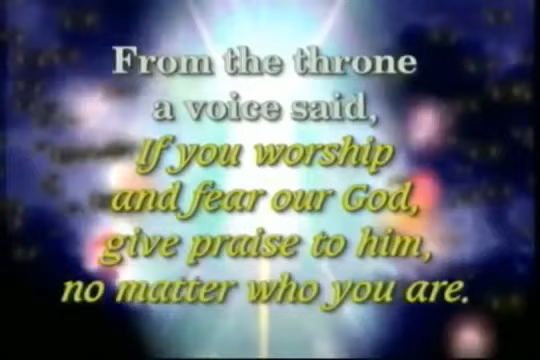 From the throne
a voice said,
If you worship
and fear our God,
give praise to him,
no matter who you are.